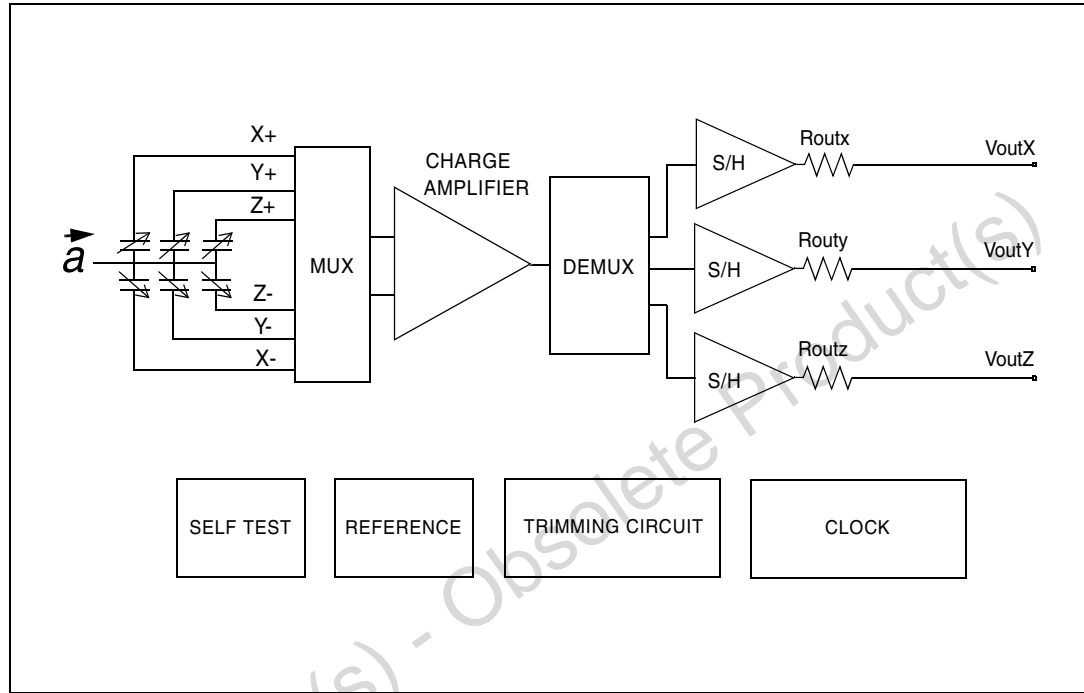 X+
Y+
Z+
a
Z-
Y-
X-
MUX
CHARGE
AMPLIFIER
DEMUX
S/H
S/H
S/H
Routx
Routy
Routz
VoutX
VoutY
VoutZ
SELF TEST
REFERENCE
TRIMMING CIRCUIT
CLOCK
(s) - Obsolete Product(s)